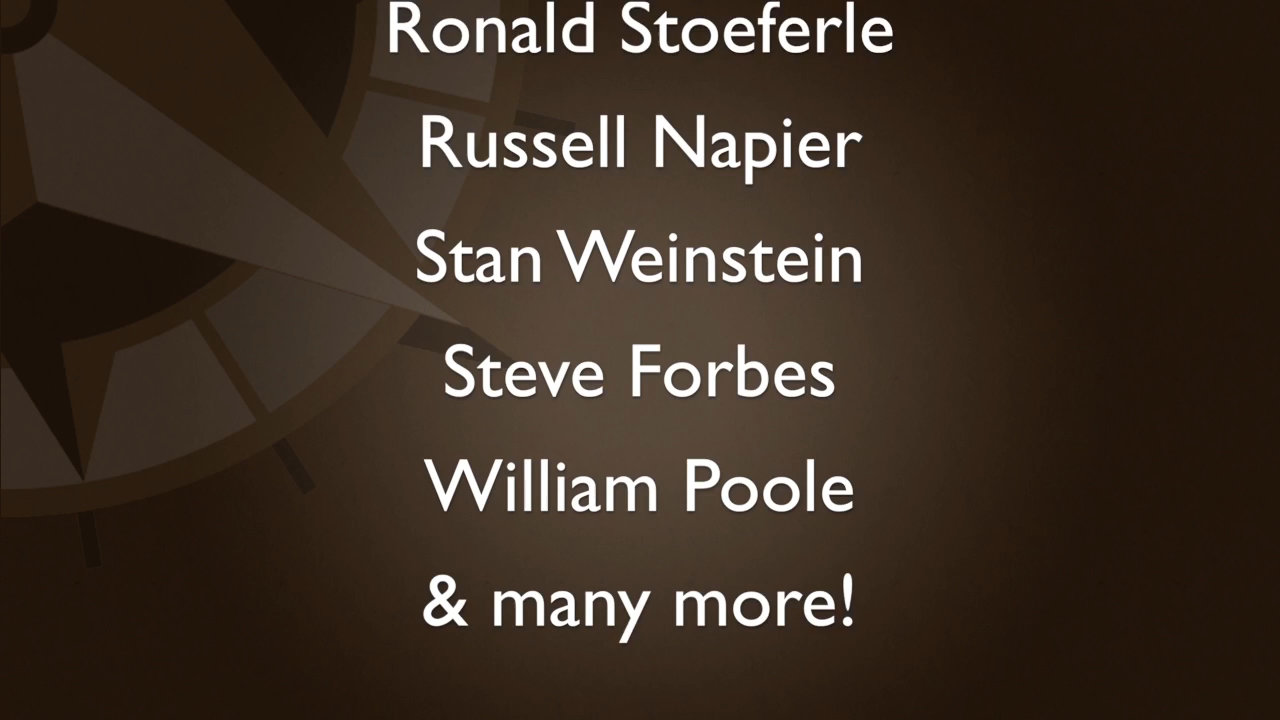 Ronald Stoeferle
Russell Napier
Stan Weinstein
Steve Forbes
William Poole
& many more!